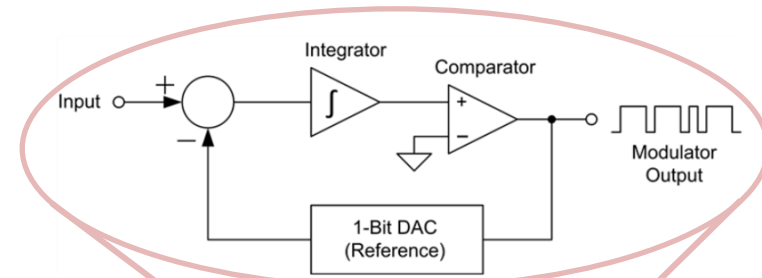 Integrator
Comparator
Input
+
−
∫
+
−
Modulator
Output
1-Bit DAC
(Reference)